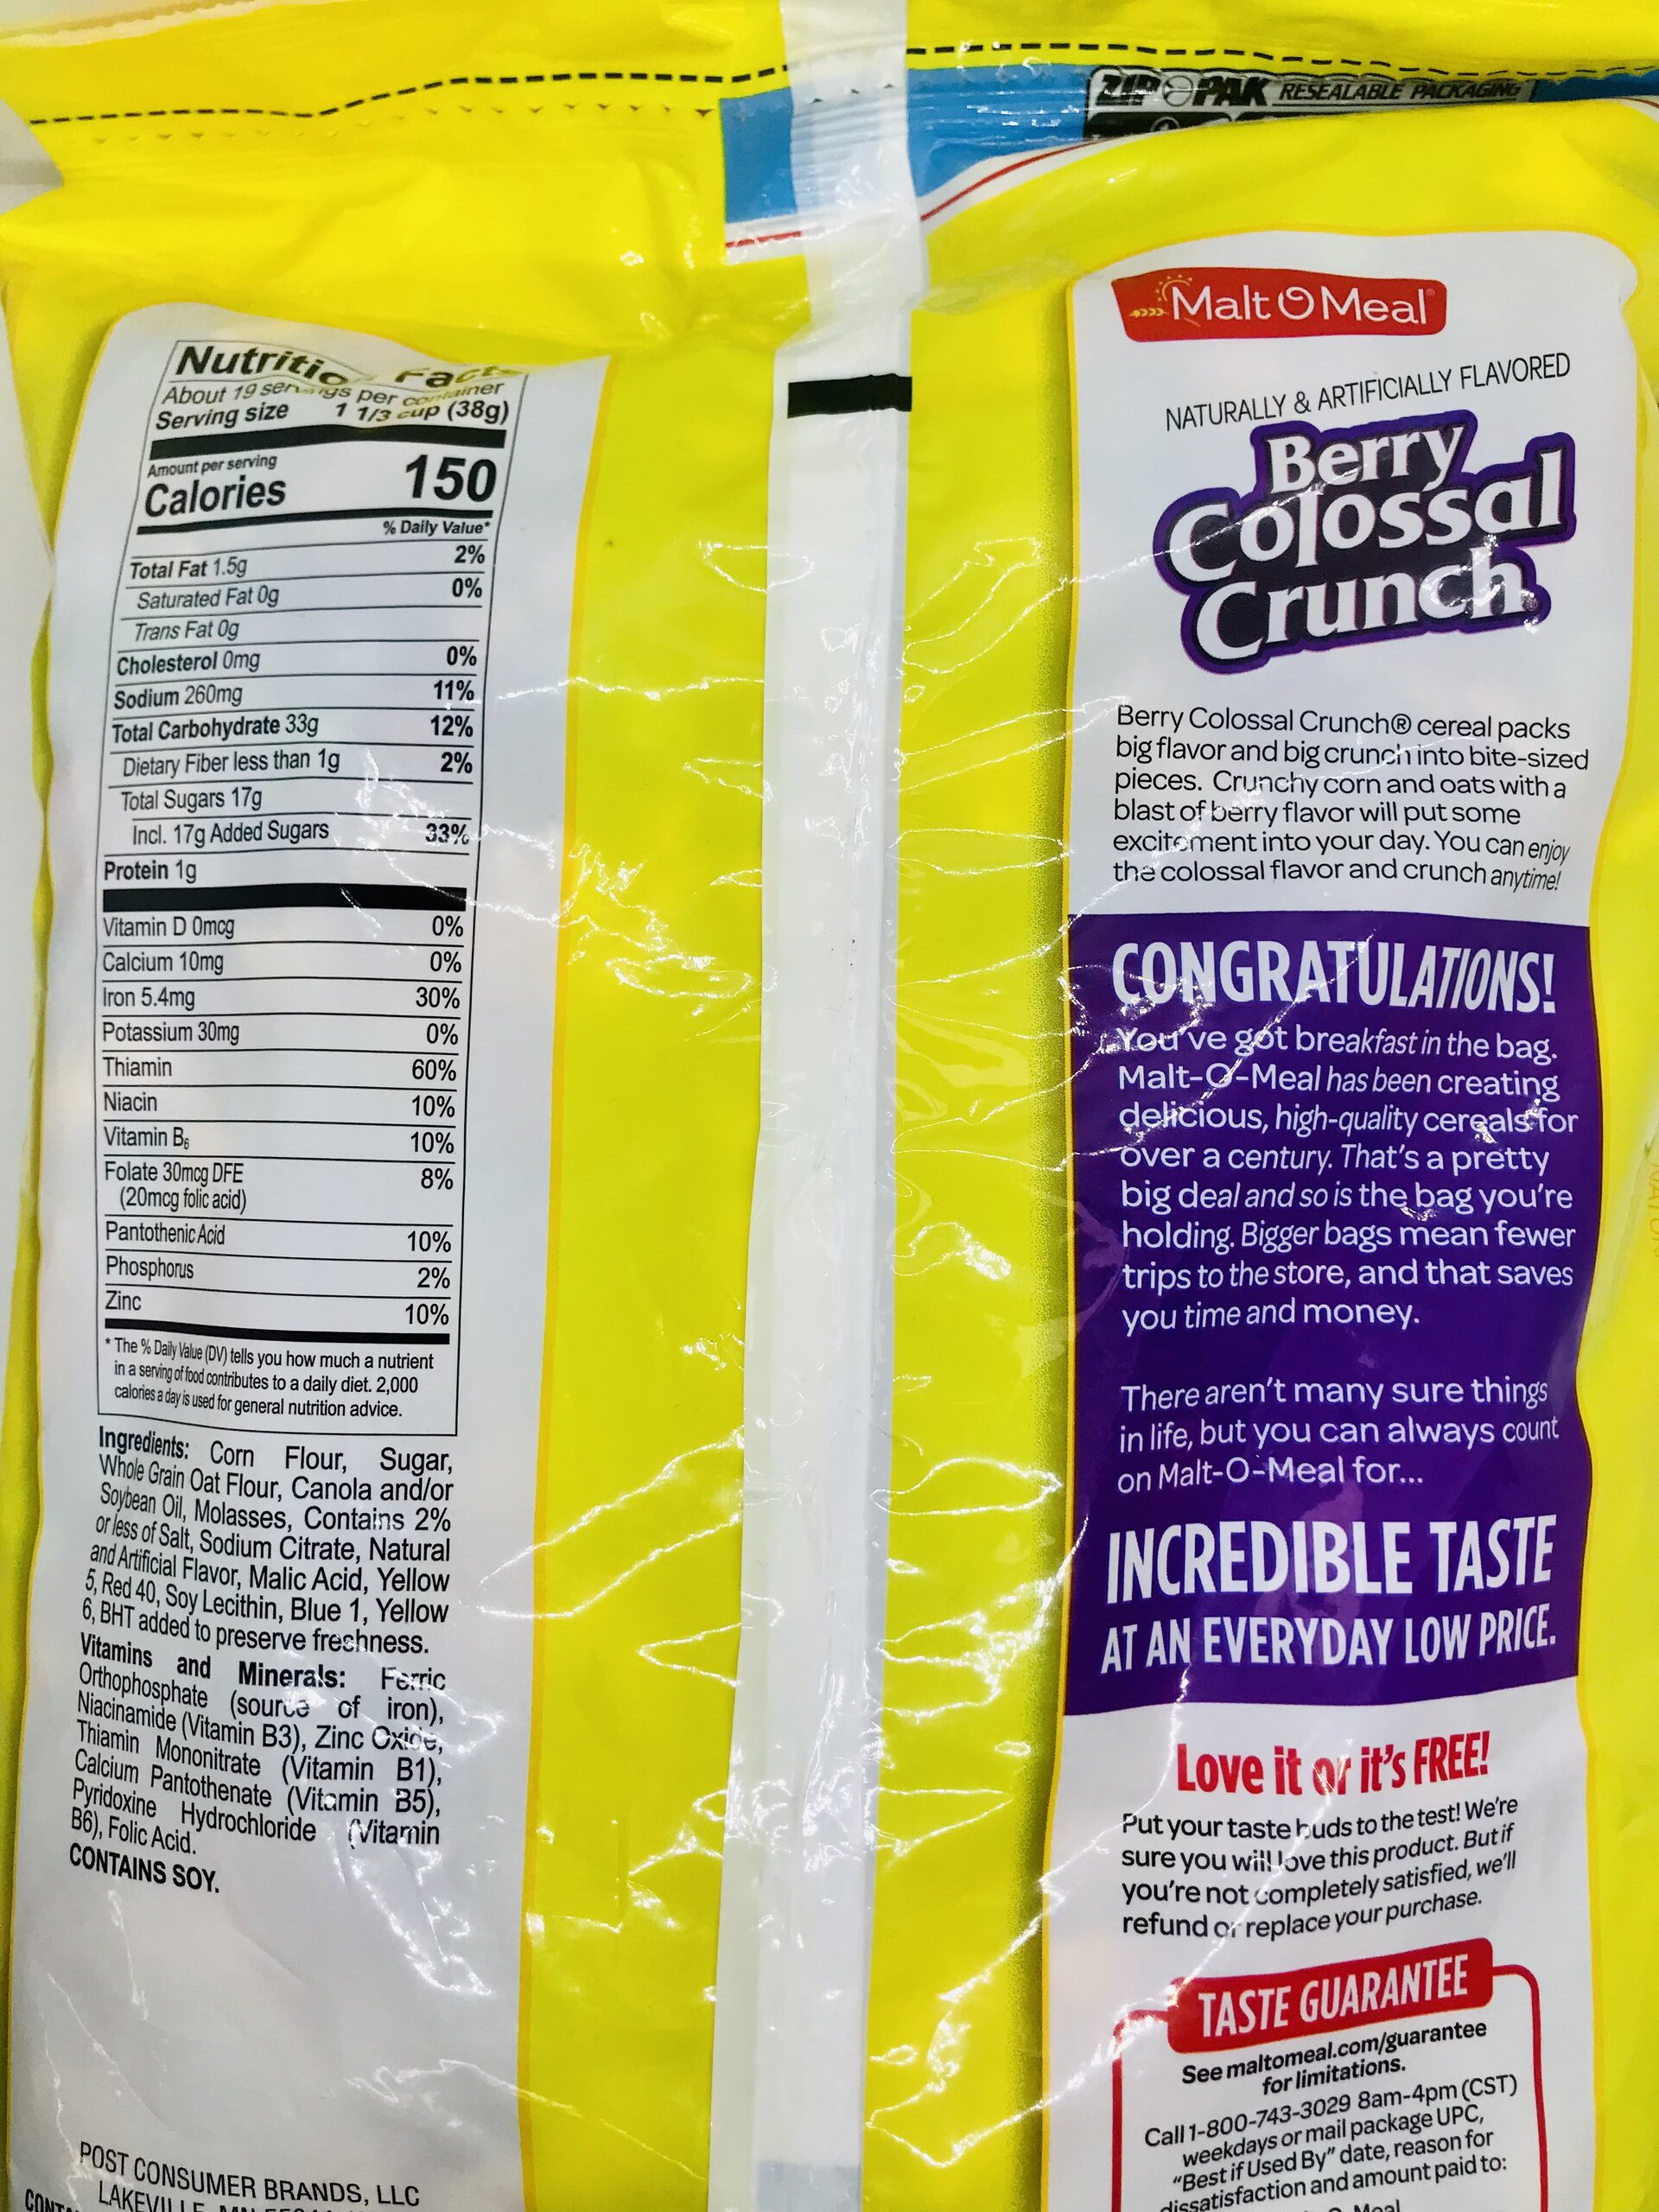 ZIP PAK RESEALABLE PACKAGING
Nutrition Facts
About 19 servings per container
Serving size 1 1/3 cup (38g)
Amount per serving
Calories 150
% Daily Value*
Total Fat 1.5g 2%
Saturated Fat 0g 0%
Trans Fat 0g
Cholesterol 0mg 0%
Sodium 260mg 11%
Total Carbohydrate 33g 12%
Dietary Fiber less than 1g 2%
Total Sugars 17g
Incl. 17g Added Sugars 33%
Protein 1g
Vitamin D 0mcg 0%
Calcium 10mg 0%
Iron 5.4mg 30%
Potassium 30mg 0%
Thiamin 60%
Niacin 10%
Vitamin B6 10%
Folate 30mcg DFE 8%
(20mcg folic acid)
Pantothenic Acid 10%
Phosphorus 2%
Zinc 10%
* The % Daily Value (DV) tells you how much a nutrient
in a serving of food contributes to a daily diet. 2,000
calories a day is used for general nutrition advice.
Ingredients: Corn Flour, Sugar,
Whole Grain Oat Flour, Canola and/or
Soybean Oil, Molasses, Contains 2%
or less of Salt, Sodium Citrate, Natural
and Artificial Flavor, Malic Acid, Yellow
5, Red 40, Soy Lecithin, Blue 1, Yellow
6, BHT added to preserve freshness.
Vitamins and Minerals: Ferric
Orthophosphate (source of iron),
Niacinamide (Vitamin B3), Zinc Oxide,
Thiamin Mononitrate (Vitamin B1),
Calcium Pantothenate (Vitamin B5),
Pyridoxine Hydrochloride (Vitamin
B6), Folic Acid.
CONTAINS SOY.
POST CONSUMER BRANDS, LLC
LAKEVILLE, MN
Malt O Meal
NATURALLY & ARTIFICIALLY FLAVORED
Berry
Colossal
Crunch®
Berry Colossal Crunch® cereal packs
big flavor and big crunch into bite-sized
pieces. Crunchy corn and oats with a
blast of berry flavor will put some
excitement into your day. You can enjoy
the colossal flavor and crunch anytime!
CONGRATULATIONS!
You've got breakfast in the bag.
Malt-O-Meal has been creating
delicious, high-quality cereals for
over a century. That's a pretty
big deal and so is the bag you're
holding. Bigger bags mean fewer
trips to the store, and that saves
you time and money.
There aren't many sure things
in life, but you can always count
on Malt-O-Meal for...
INCREDIBLE TASTE
AT AN EVERYDAY LOW PRICE.
Love it or it's FREE!
Put your taste buds to the test! We're
sure you will love this product. But if
you're not completely satisfied, we'll
refund or replace your purchase.
TASTE GUARANTEE
See maltomeal.com/guarantee
for limitations.
Call 1-800-743-3029 8am-4pm (CST)
weekdays or mail package UPC,
"Best if Used By" date, reason for
dissatisfaction and amount paid to:
Meal